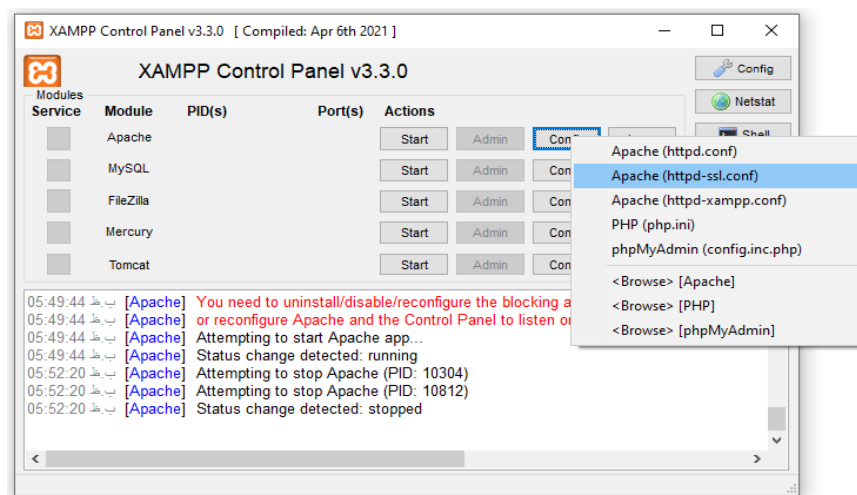 XAMPP Control Panel v3.3.0 [ Compiled: Apr 6th 2021 ]
XAMPP Control Panel v3.3.0
Config
Netstat
Shell
Modules
Service Module PID(s) Port(s) Actions
Apache Start Admin
MySQL Start Admin
FileZilla Start Admin
Mercury Start Admin
Tomcat Start Admin
Apache (httpd.conf)
Apache (httpd-ssl.conf)
Apache (httpd-xampp.conf)
PHP (php.ini)
phpMyAdmin (config.inc.php)
<Browse> [Apache]
<Browse> [PHP]
<Browse> [phpMyAdmin]
05:49:44 ب.ظ [Apache] You need to uninstall/disable/reconfigure the blocking a
05:49:44 ب.ظ [Apache] or reconfigure Apache and the Control Panel to listen
05:49:44 ب.ظ [Apache] Attempting to start Apache app...
05:49:44 ب.ظ [Apache] Status change detected: running
05:52:20 ب.ظ [Apache] Attempting to stop Apache (PID: 10304)
05:52:20 ب.ظ [Apache] Attempting to stop Apache (PID: 10812)
05:52:20 ب.ظ [Apache] Status change detected: stopped